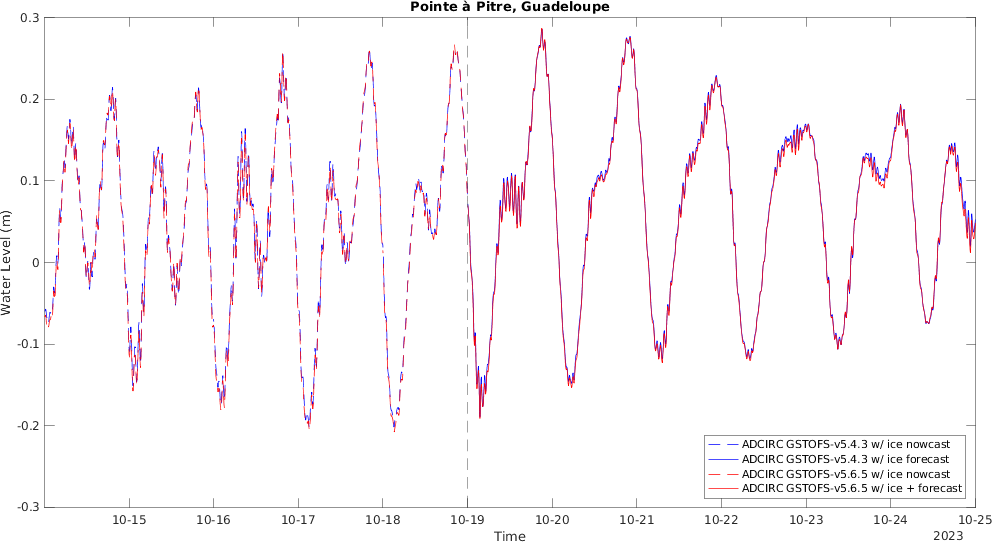 Pointe à Pitre, Guadeloupe
0.3
0.2
0.1
0
-0.1
-0.2
-0.3
Water Level (m)
ADCIRC GSTOFS-v5.4.3 w/ ice nowcast
ADCIRC GSTOFS-v5.4.3 w/ ice forecast
ADCIRC GSTOFS-v5.6.5 w/ ice nowcast
ADCIRC GSTOFS-v5.6.5 w/ ice + forecast
10-15 10-16 10-17 10-18 10-19 10-20 10-21 10-22 10-23 10-24 10-25
Time
2023